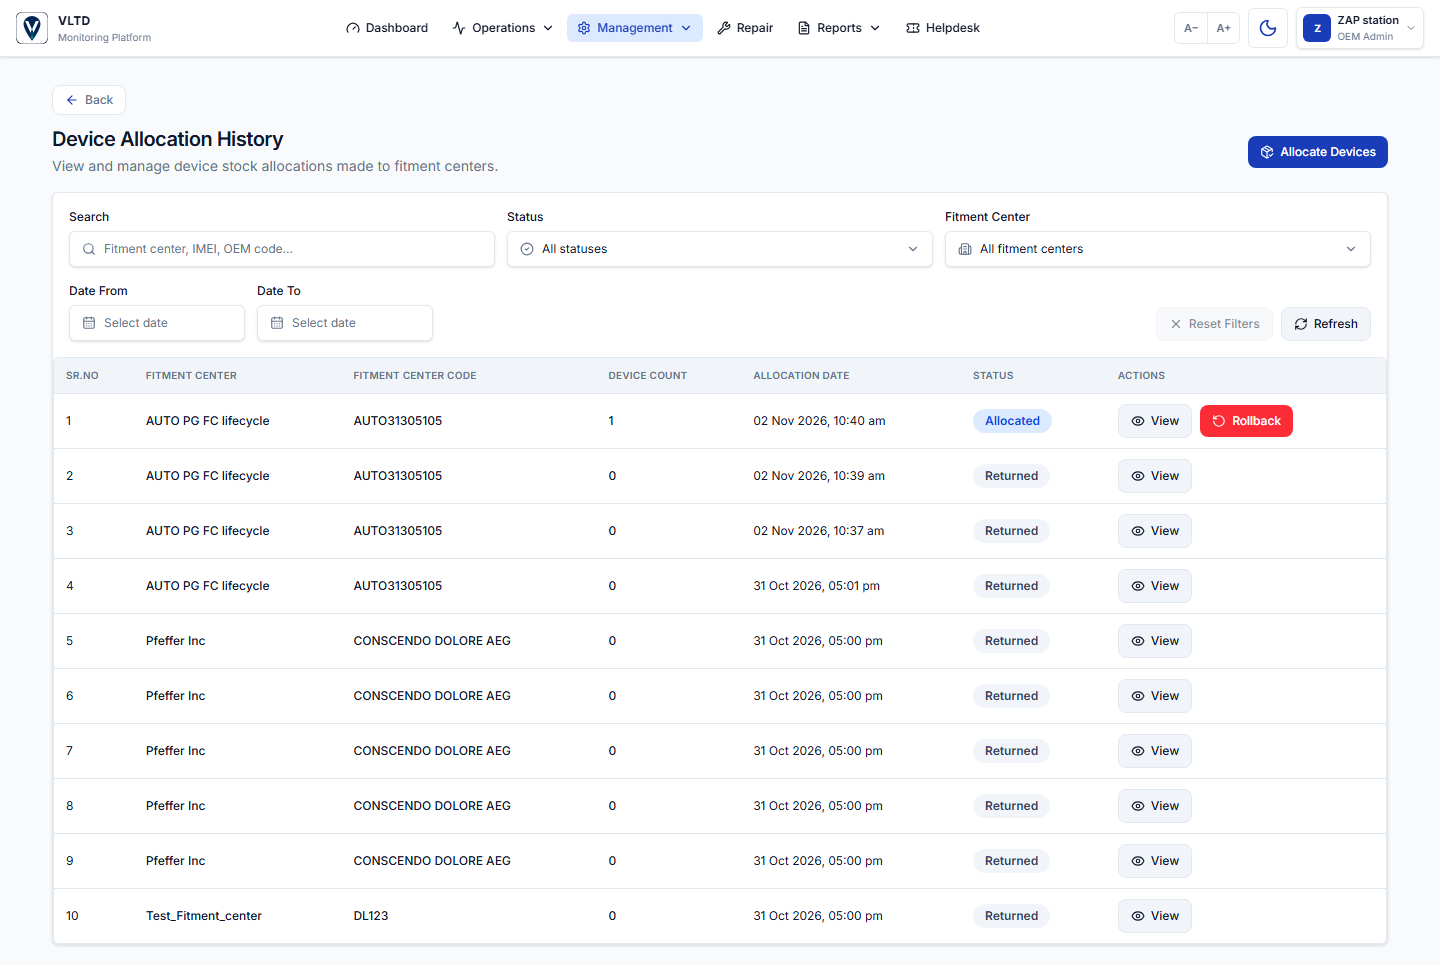 VLTD
Monitoring Platform
Dashboard
Operations
Management
Repair
Reports
Helpdesk
A−
A+
Z
ZAP station
OEM Admin
Back
Device Allocation History
View and manage device stock allocations made to fitment centers.
Allocate Devices
Search
Status
Fitment Center
Fitment center, IMEI, OEM code...
All statuses
All fitment centers
Date From
Date To
Select date
Select date
Reset Filters
Refresh
SR.NO FITMENT CENTER FITMENT CENTER CODE DEVICE COUNT ALLOCATION DATE STATUS ACTIONS
1 AUTO PG FC lifecycle AUTO31305105 1 02 Nov 2026, 10:40 am Allocated View Rollback
2 AUTO PG FC lifecycle AUTO31305105 0 02 Nov 2026, 10:39 am Returned View
3 AUTO PG FC lifecycle AUTO31305105 0 02 Nov 2026, 10:37 am Returned View
4 AUTO PG FC lifecycle AUTO31305105 0 31 Oct 2026, 05:01 pm Returned View
5 Pfeffer Inc CONSCENDO DOLORE AEG 0 31 Oct 2026, 05:00 pm Returned View
6 Pfeffer Inc CONSCENDO DOLORE AEG 0 31 Oct 2026, 05:00 pm Returned View
7 Pfeffer Inc CONSCENDO DOLORE AEG 0 31 Oct 2026, 05:00 pm Returned View
8 Pfeffer Inc CONSCENDO DOLORE AEG 0 31 Oct 2026, 05:00 pm Returned View
9 Pfeffer Inc CONSCENDO DOLORE AEG 0 31 Oct 2026, 05:00 pm Returned View
10 Test_Fitment_center DL123 0 31 Oct 2026, 05:00 pm Returned View